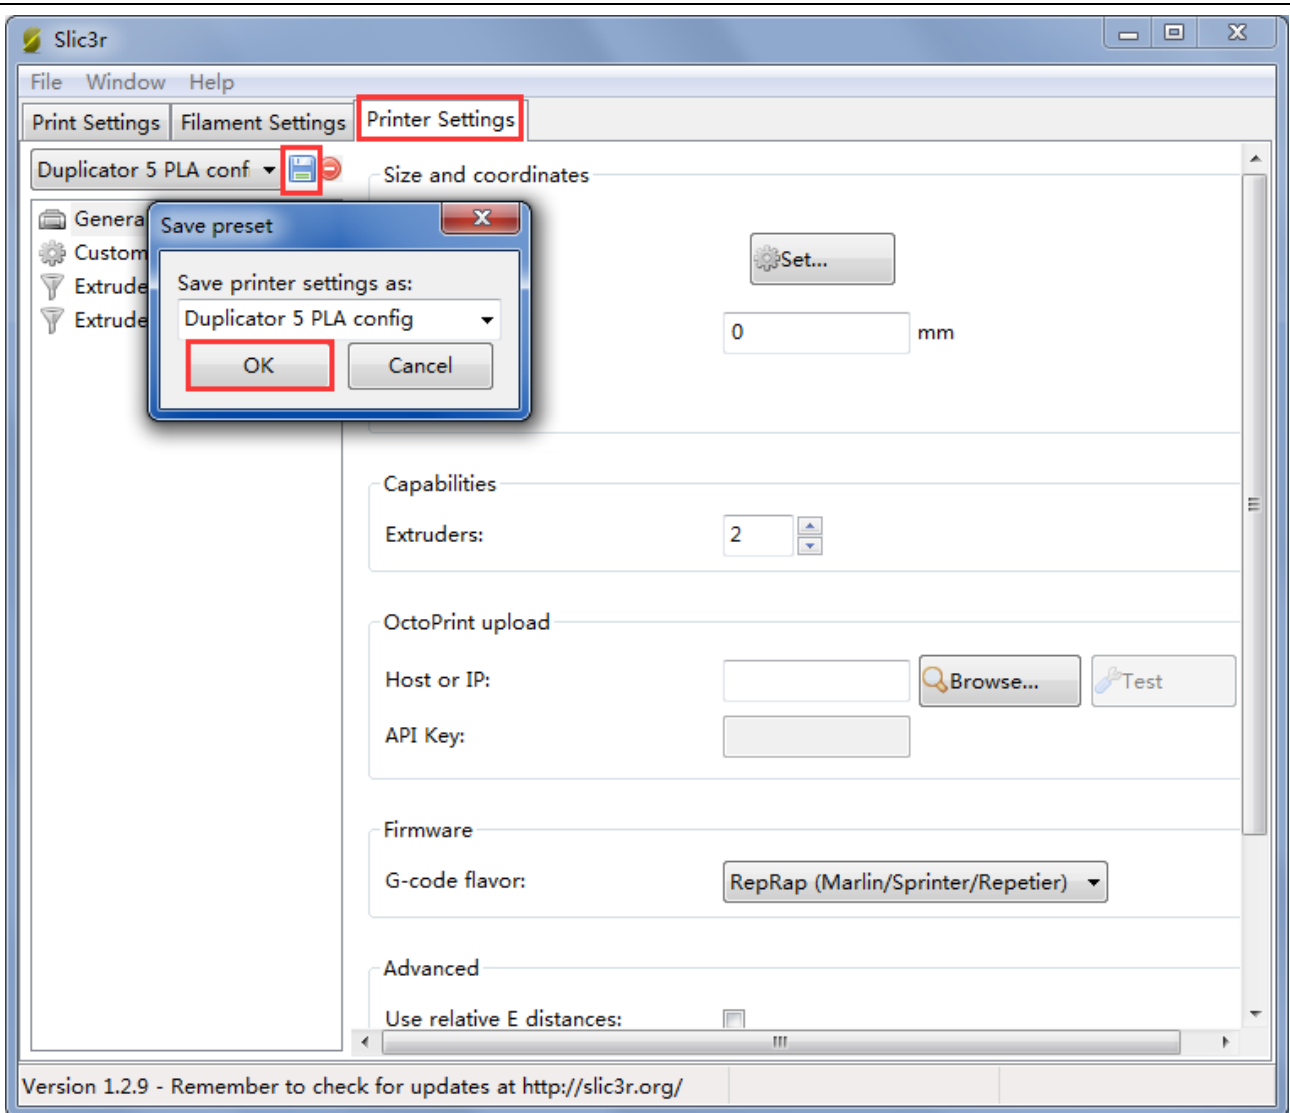 Slic3r
File Window Help
Print Settings Filament Settings Printer Settings
Duplicator 5 PLA conf
Size and coordinates
Genera
Save preset
Custom
Set...
Extrude
Save printer settings as:
Extrude
Duplicator 5 PLA config
0 mm
OK Cancel
Capabilities
Extruders: 2
OctoPrint upload
Host or IP: Browse... Test
API Key:
Firmware
G-code flavor: RepRap (Marlin/Sprinter/Repetier)
Advanced
Use relative E distances:
Version 1.2.9 - Remember to check for updates at http://slic3r.org/